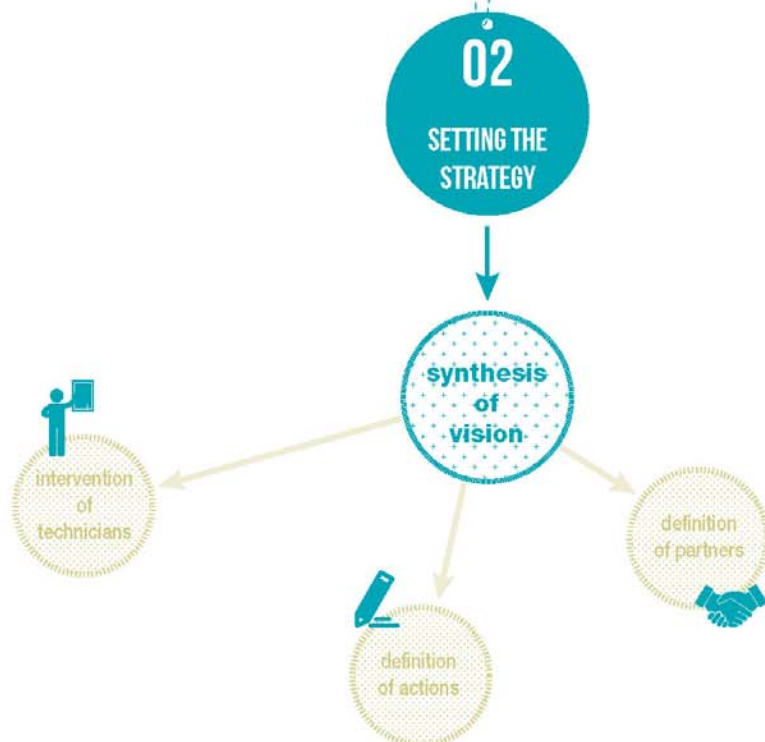 02
SETTING THE
STRATEGY
synthesis
of
vision
intervention
of
technicians
definition
of partners
definition
of actions